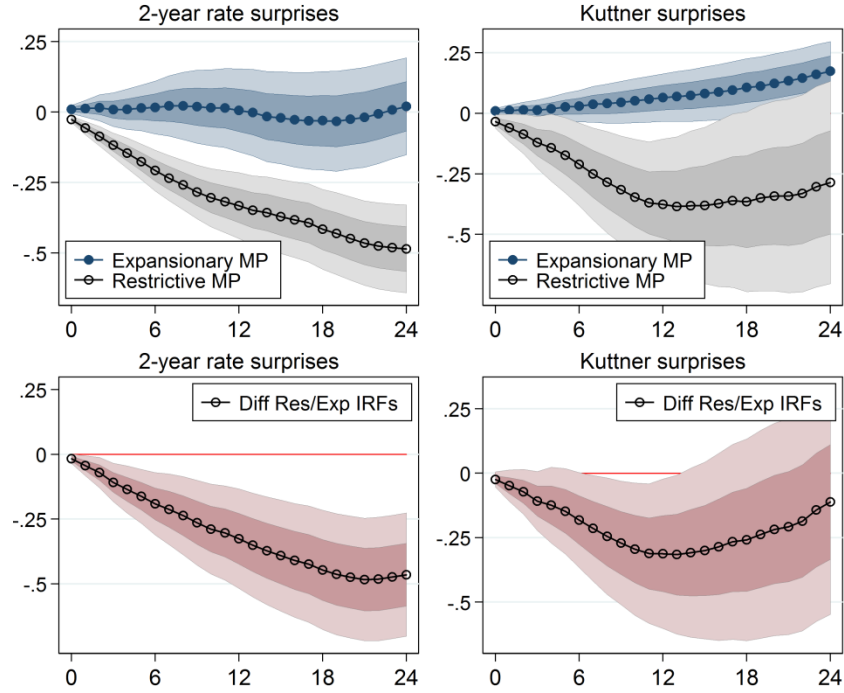 2-year rate surprises
.25
0
-.25
-.5
Expansionary MP
Restrictive MP
0 6 12 18 24
Kuttner surprises
.25
0
-.25
-.5
Expansionary MP
Restrictive MP
0 6 12 18 24
2-year rate surprises
.25
0
-.25
-.5
Diff Res/Exp IRFs
0 6 12 18 24
Kuttner surprises
.25
0
-.25
-.5
Diff Res/Exp IRFs
0 6 12 18 24